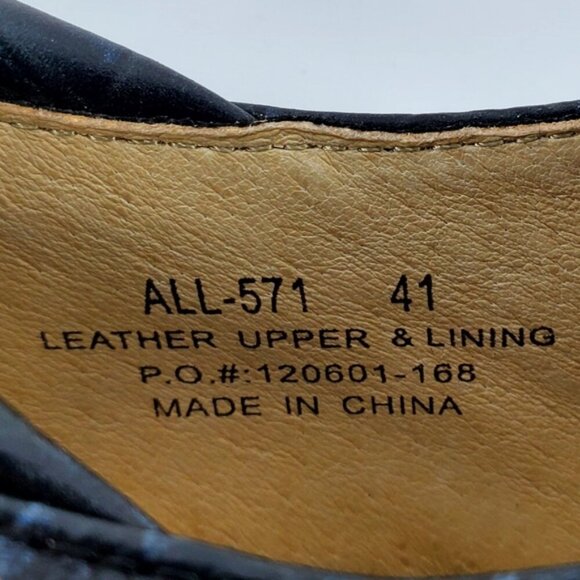 ALL-571 41
LEATHER UPPER & LINING
P.O.#:120601-168
MADE IN CHINA